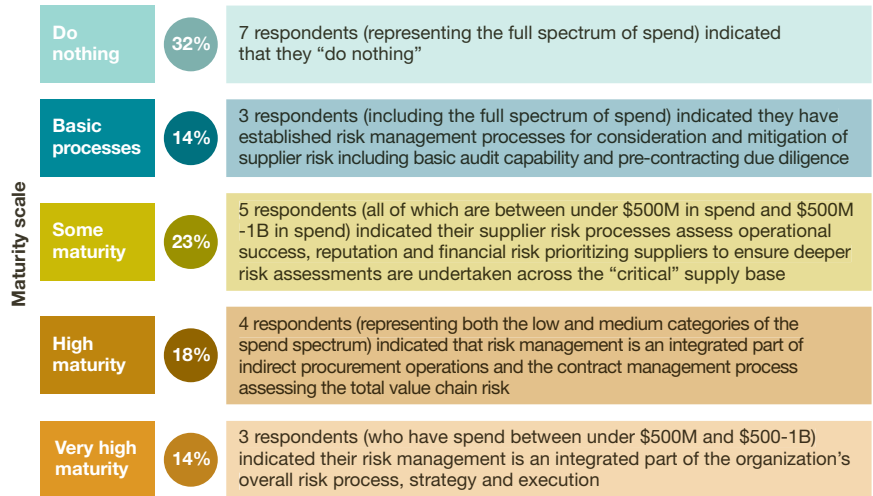 Maturity scale
Do
nothing
32%
7 respondents (representing the full spectrum of spend) indicated
that they “do nothing”
Basic
processes
14%
3 respondents (including the full spectrum of spend) indicated they have
established risk management processes for consideration and mitigation of
supplier risk including basic audit capability and pre-contracting due diligence
Some
maturity
23%
5 respondents (all of which are between under $500M in spend and $500M
-1B in spend) indicated their supplier risk processes assess operational
success, reputation and financial risk prioritizing suppliers to ensure deeper
risk assessments are undertaken across the “critical” supply base
High
maturity
18%
4 respondents (representing both the low and medium categories of the
spend spectrum) indicated that risk management is an integrated part of
indirect procurement operations and the contract management process
assessing the total value chain risk
Very high
maturity
14%
3 respondents (who have spend between under $500M and $500-1B)
indicated their risk management is an integrated part of the organization’s
overall risk process, strategy and execution